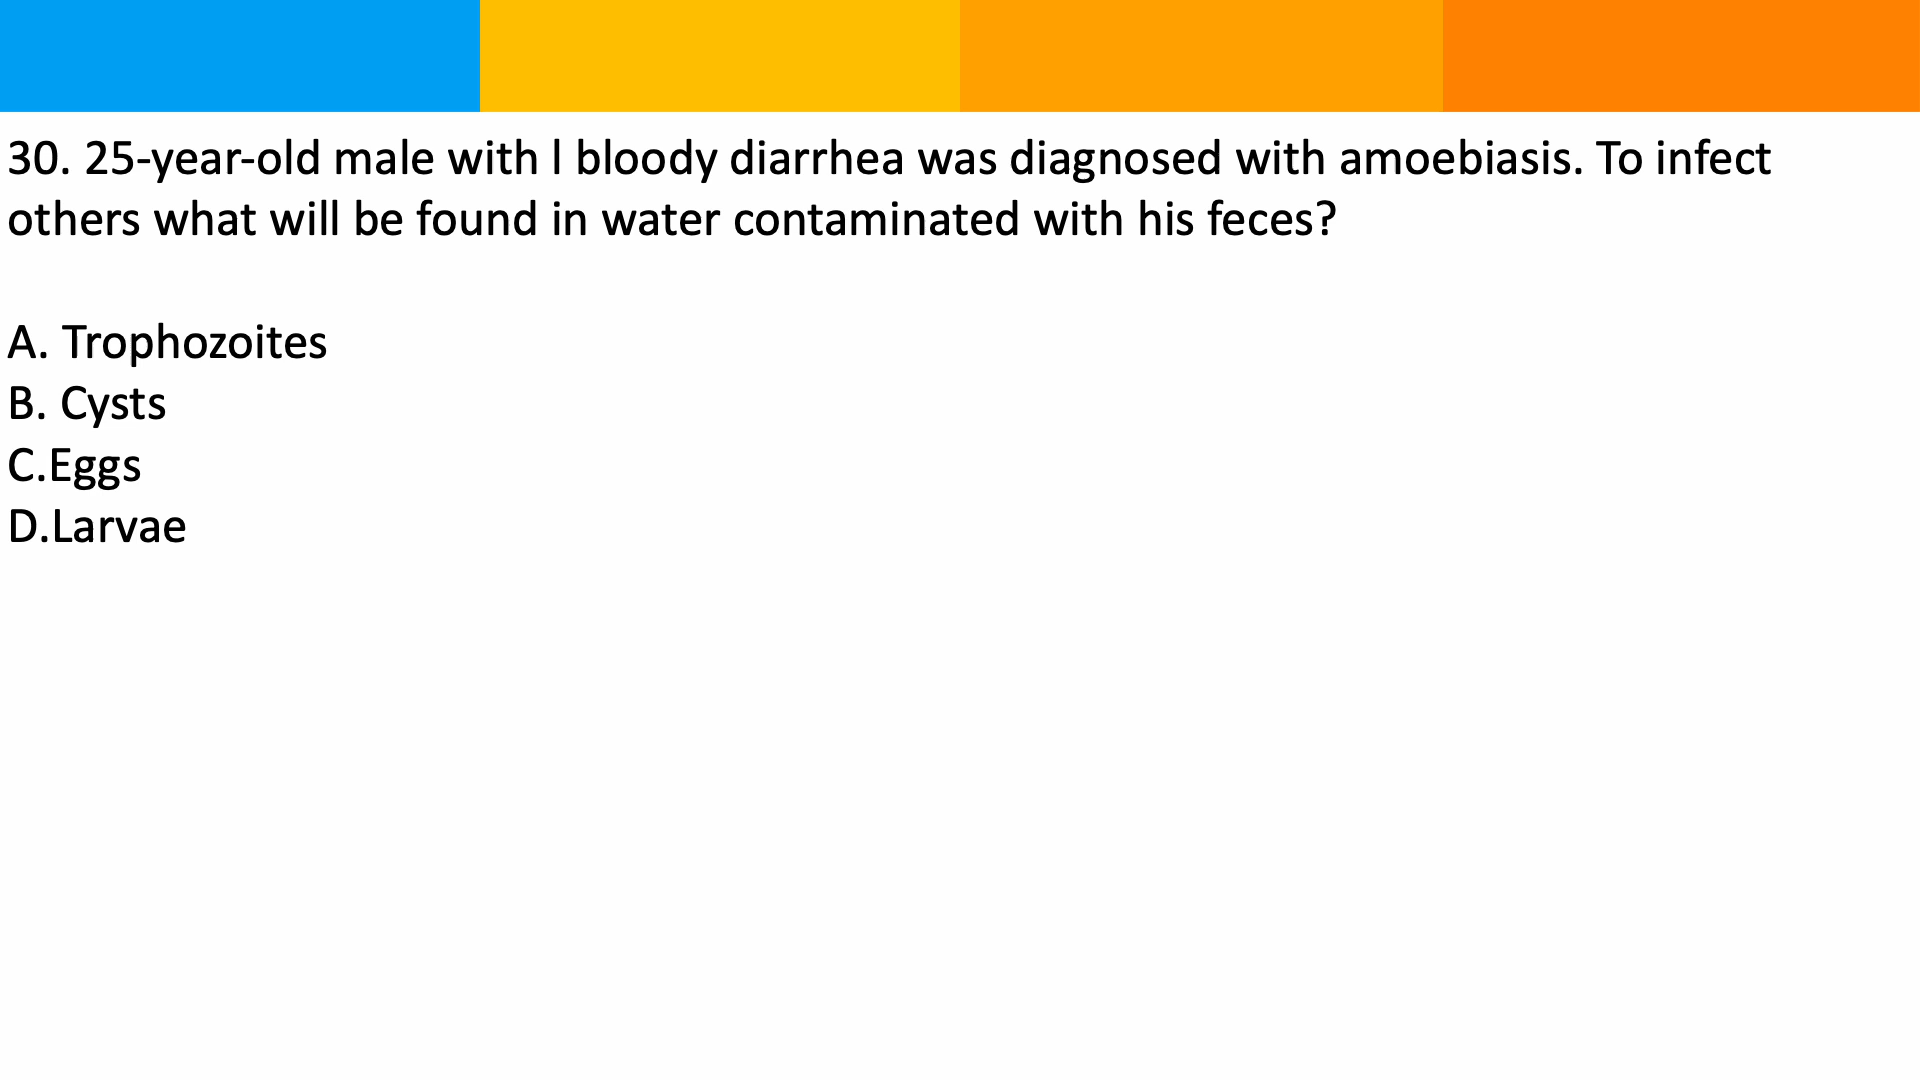 30. 25-year-old male with l bloody diarrhea was diagnosed with amoebiasis. To infect
others what will be found in water contaminated with his feces?
A. Trophozoites
B. Cysts
C.Eggs
D.Larvae